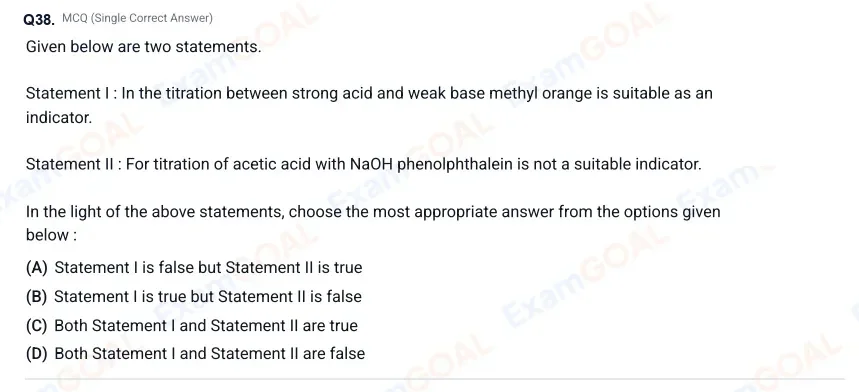 Q38. MCQ (Single Correct Answer)
Given below are two statements.
Statement I : In the titration between strong acid and weak base methyl orange is suitable as an
indicator.
Statement II : For titration of acetic acid with NaOH phenolphthalein is not a suitable indicator.
In the light of the above statements, choose the most appropriate answer from the options given
below :
(A) Statement I is false but Statement II is true
(B) Statement I is true but Statement II is false
(C) Both Statement I and Statement II are true
(D) Both Statement I and Statement II are false
ExamGOAL
ExamGOAL
ExamGOAL